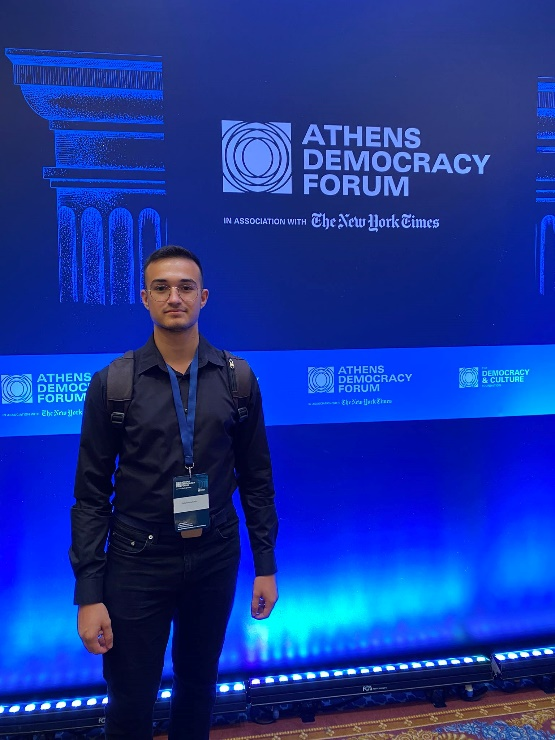 ATHENS
DEMOCRACY
FORUM
IN ASSOCIATION WITH The New York Times
ATHENS
DEMOCRACY
FORUM
The New York
ATHENS
DEMOCRACY
FORUM
The New York Times
DEMOCRACY
& CULTURE